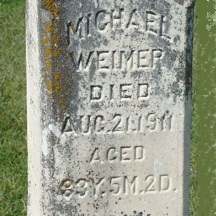 MICHAEL
WEIMER
DIED
AUG. 21. 1911
AGED
83Y. 5M. 2D.